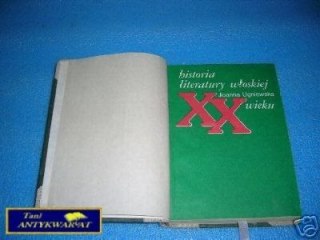 historia
literatury włoskiej
Joanna Ugniewska
XX
wieku
Tani
ANTYKWARIAT